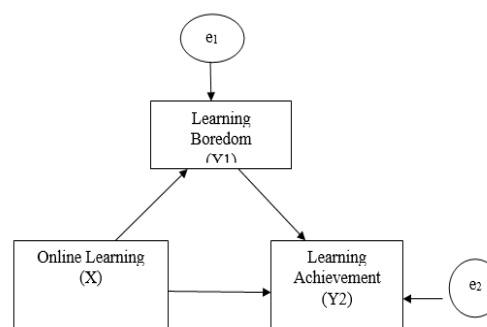 e₁
Learning
Boredom
(Y1)
Online Learning
(X)
Learning
Achievement
(Y2)
e₂